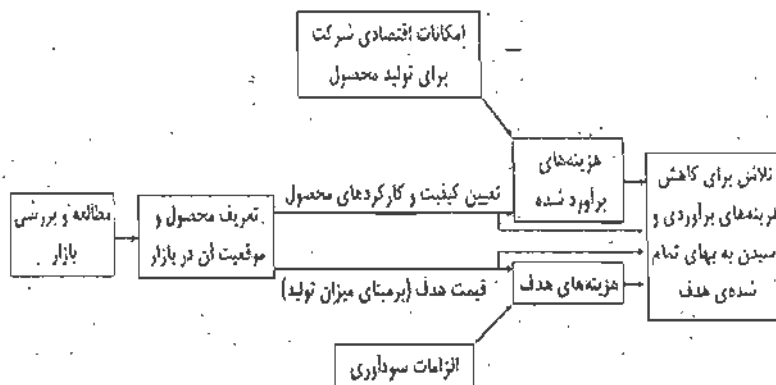 امکانات اقتصادی شرکت
برای تولید محصول
هزینه‌های
برآورد شده
تلاش برای کاهش
هزینه‌های برآوردی و
رسیدن به بهای تمام
شده‌ی هدف
تعیین کیفیت و کارکردهای محصول
مطالعه و بررسی
بازار
تعریف محصول و
موقعیت آن در بازار
قیمت هدف (برمبنای میزان تولید)
هزینه‌های هدف
الزامات سودآوری